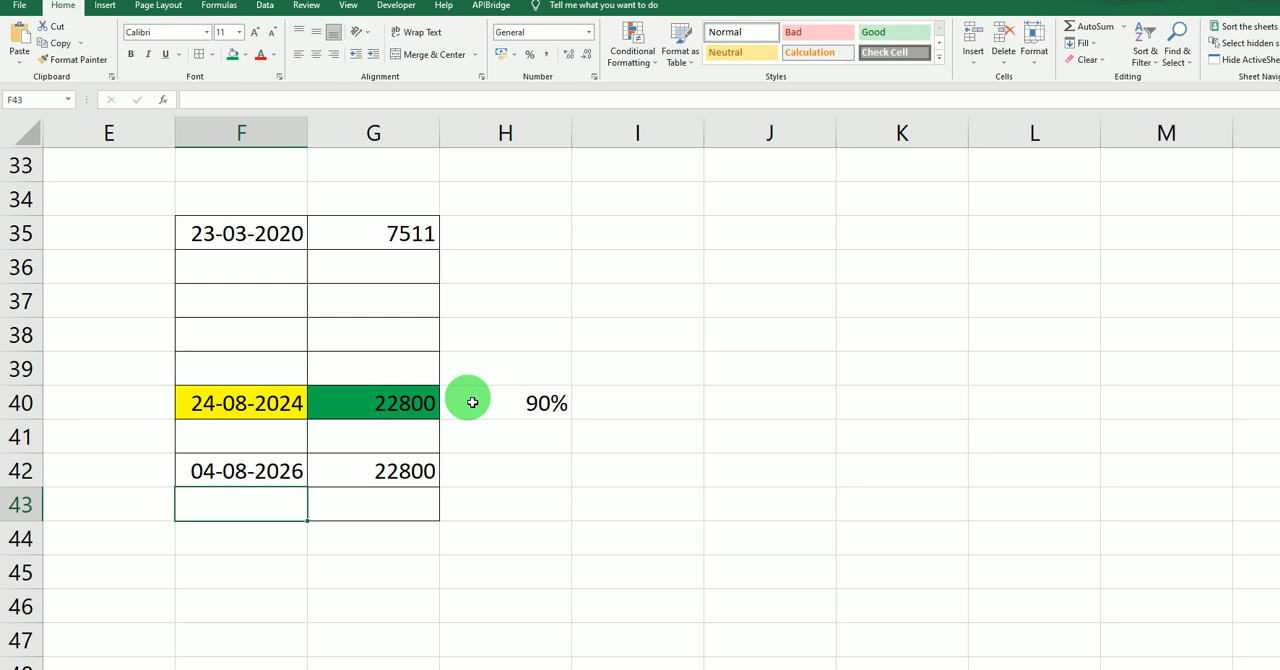 File Home Insert Page Layout Formulas Data Review View Developer Help APIBridge Tell me what you want to do
Paste
Cut
Copy
Format Painter
Clipboard
Calibri 11
B I U
Font
Wrap Text
Merge & Center
Alignment
General
Number
Conditional Formatting
Format as Table
Normal Bad Good
Neutral Calculation Check Cell
Styles
Insert Delete Format
Cells
AutoSum
Fill
Clear
Sort & Filter
Find & Select
Editing
Sort the sheets
Select hidden s
Hide ActiveShe
Sheet Navig
F43 fx
E F G H I J K L M
33
34
35 23-03-2020 7511
36
37
38
39
40 24-08-2024 22800 90%
41
42 04-08-2026 22800
43
44
45
46
47